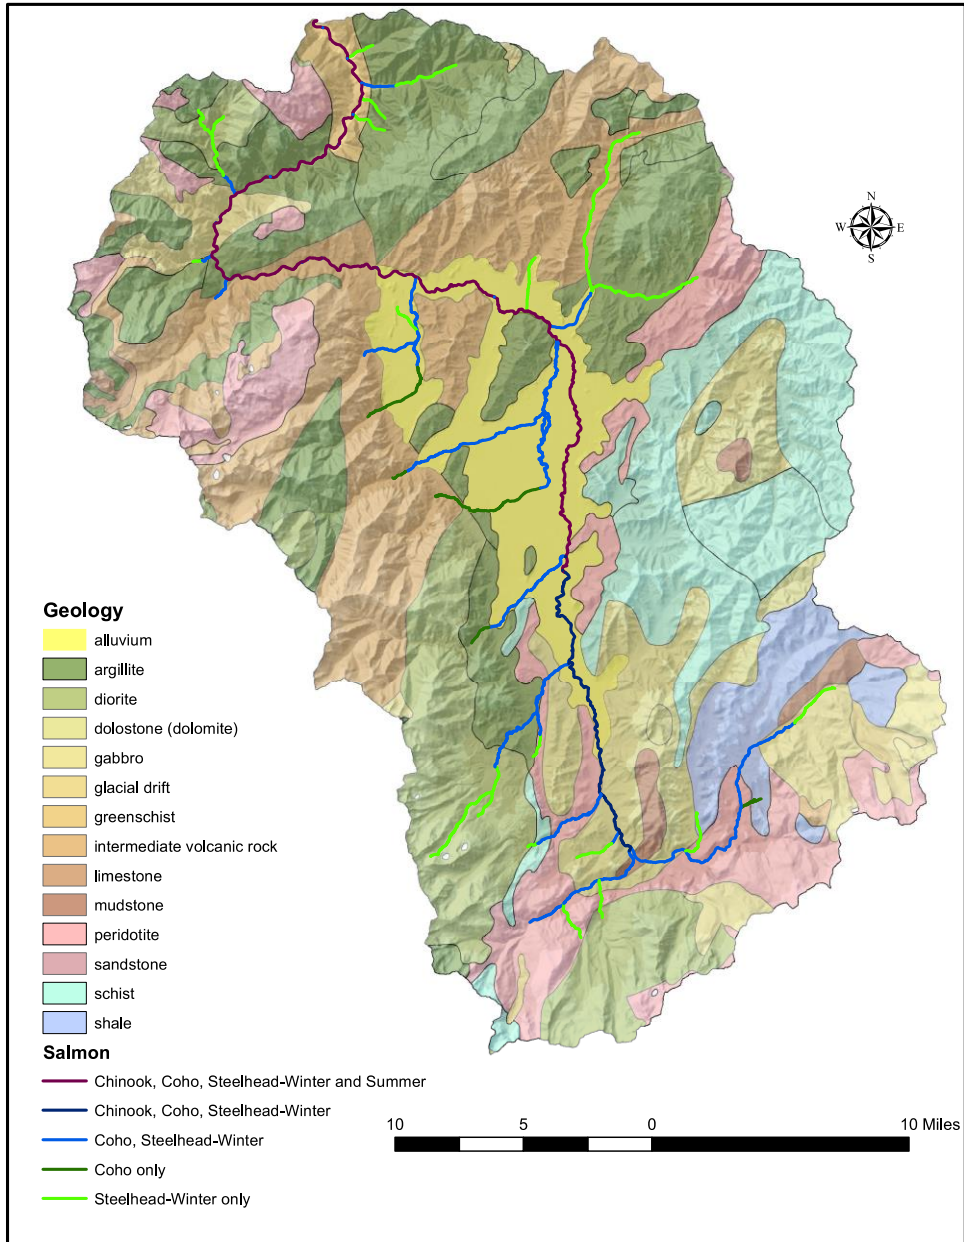 N
W E
S
Geology
alluvium
argillite
diorite
dolostone (dolomite)
gabbro
glacial drift
greenschist
intermediate volcanic rock
limestone
mudstone
peridotite
sandstone
schist
shale
Salmon
Chinook, Coho, Steelhead-Winter and Summer
Chinook, Coho, Steelhead-Winter
Coho, Steelhead-Winter
Coho only
Steelhead-Winter only
10 5 0 10 Miles